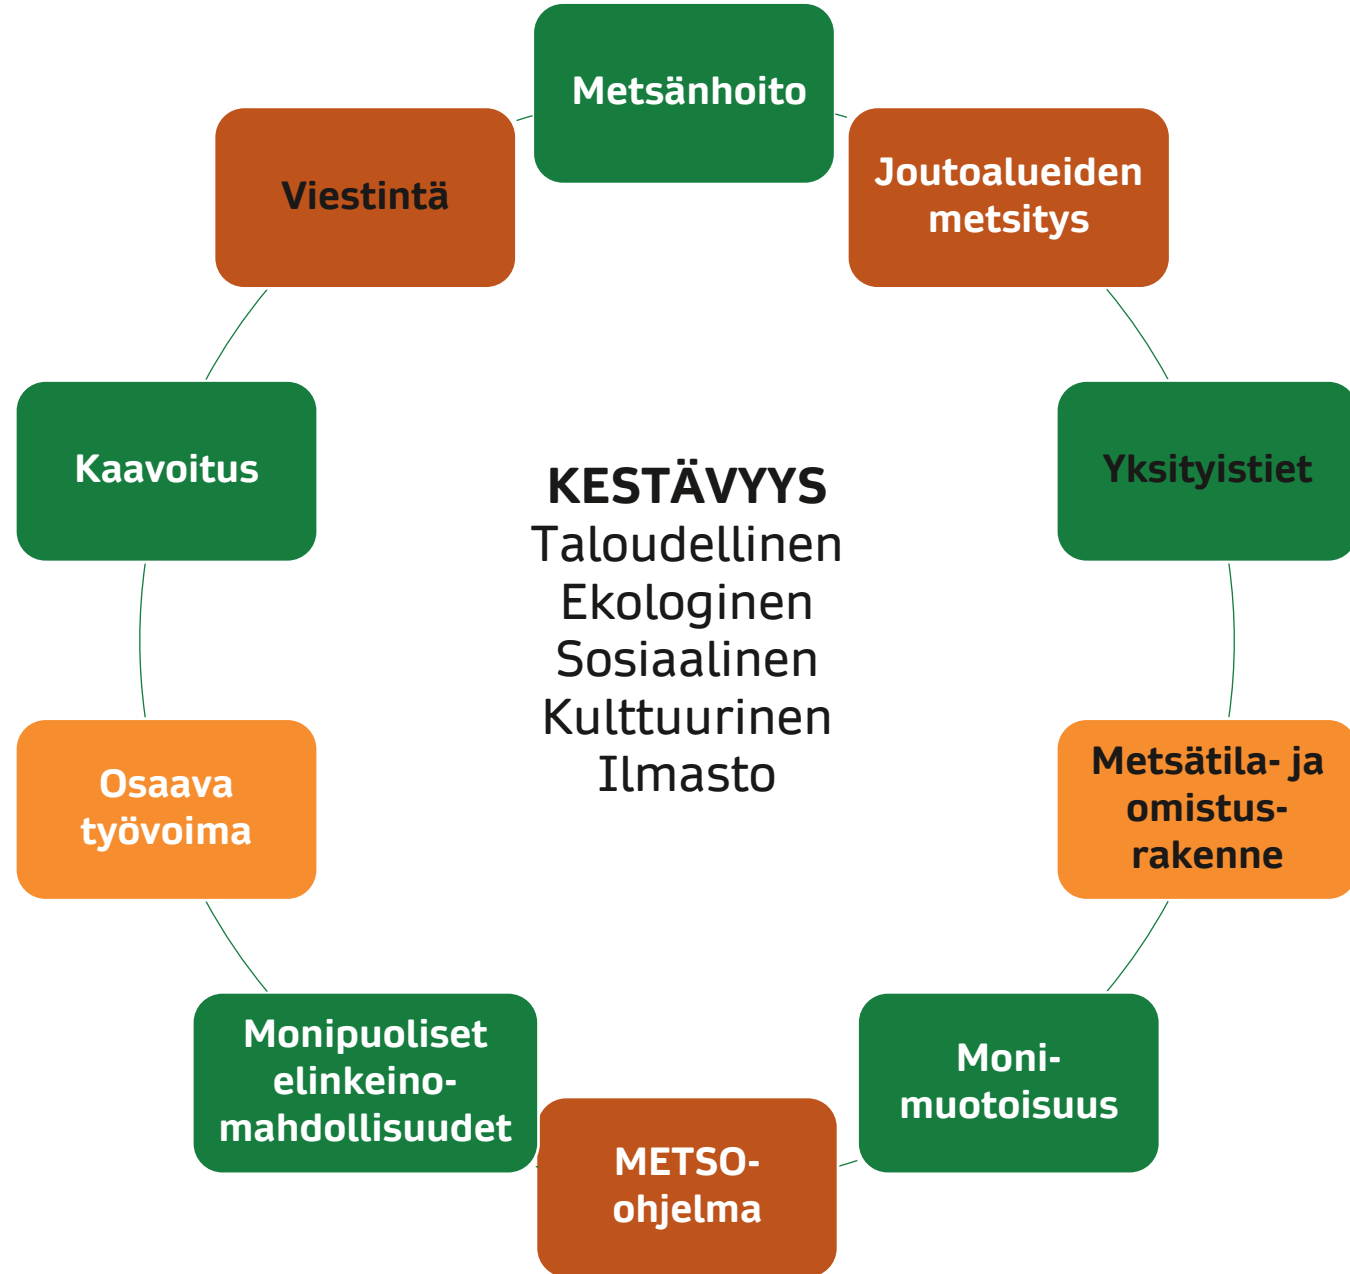 Metsänhoito
Joutoalueiden
metsitys
Yksityistiet
Metsätila- ja
omistus-
rakenne
Moni-
muotoisuus
METSO-
ohjelma
Monipuoliset
elinkeino-
mahdollisuudet
Osaava
työvoima
Kaavoitus
Viestintä
KESTÄVYYS
Taloudellinen
Ekologinen
Sosiaalinen
Kulttuurinen
Ilmasto